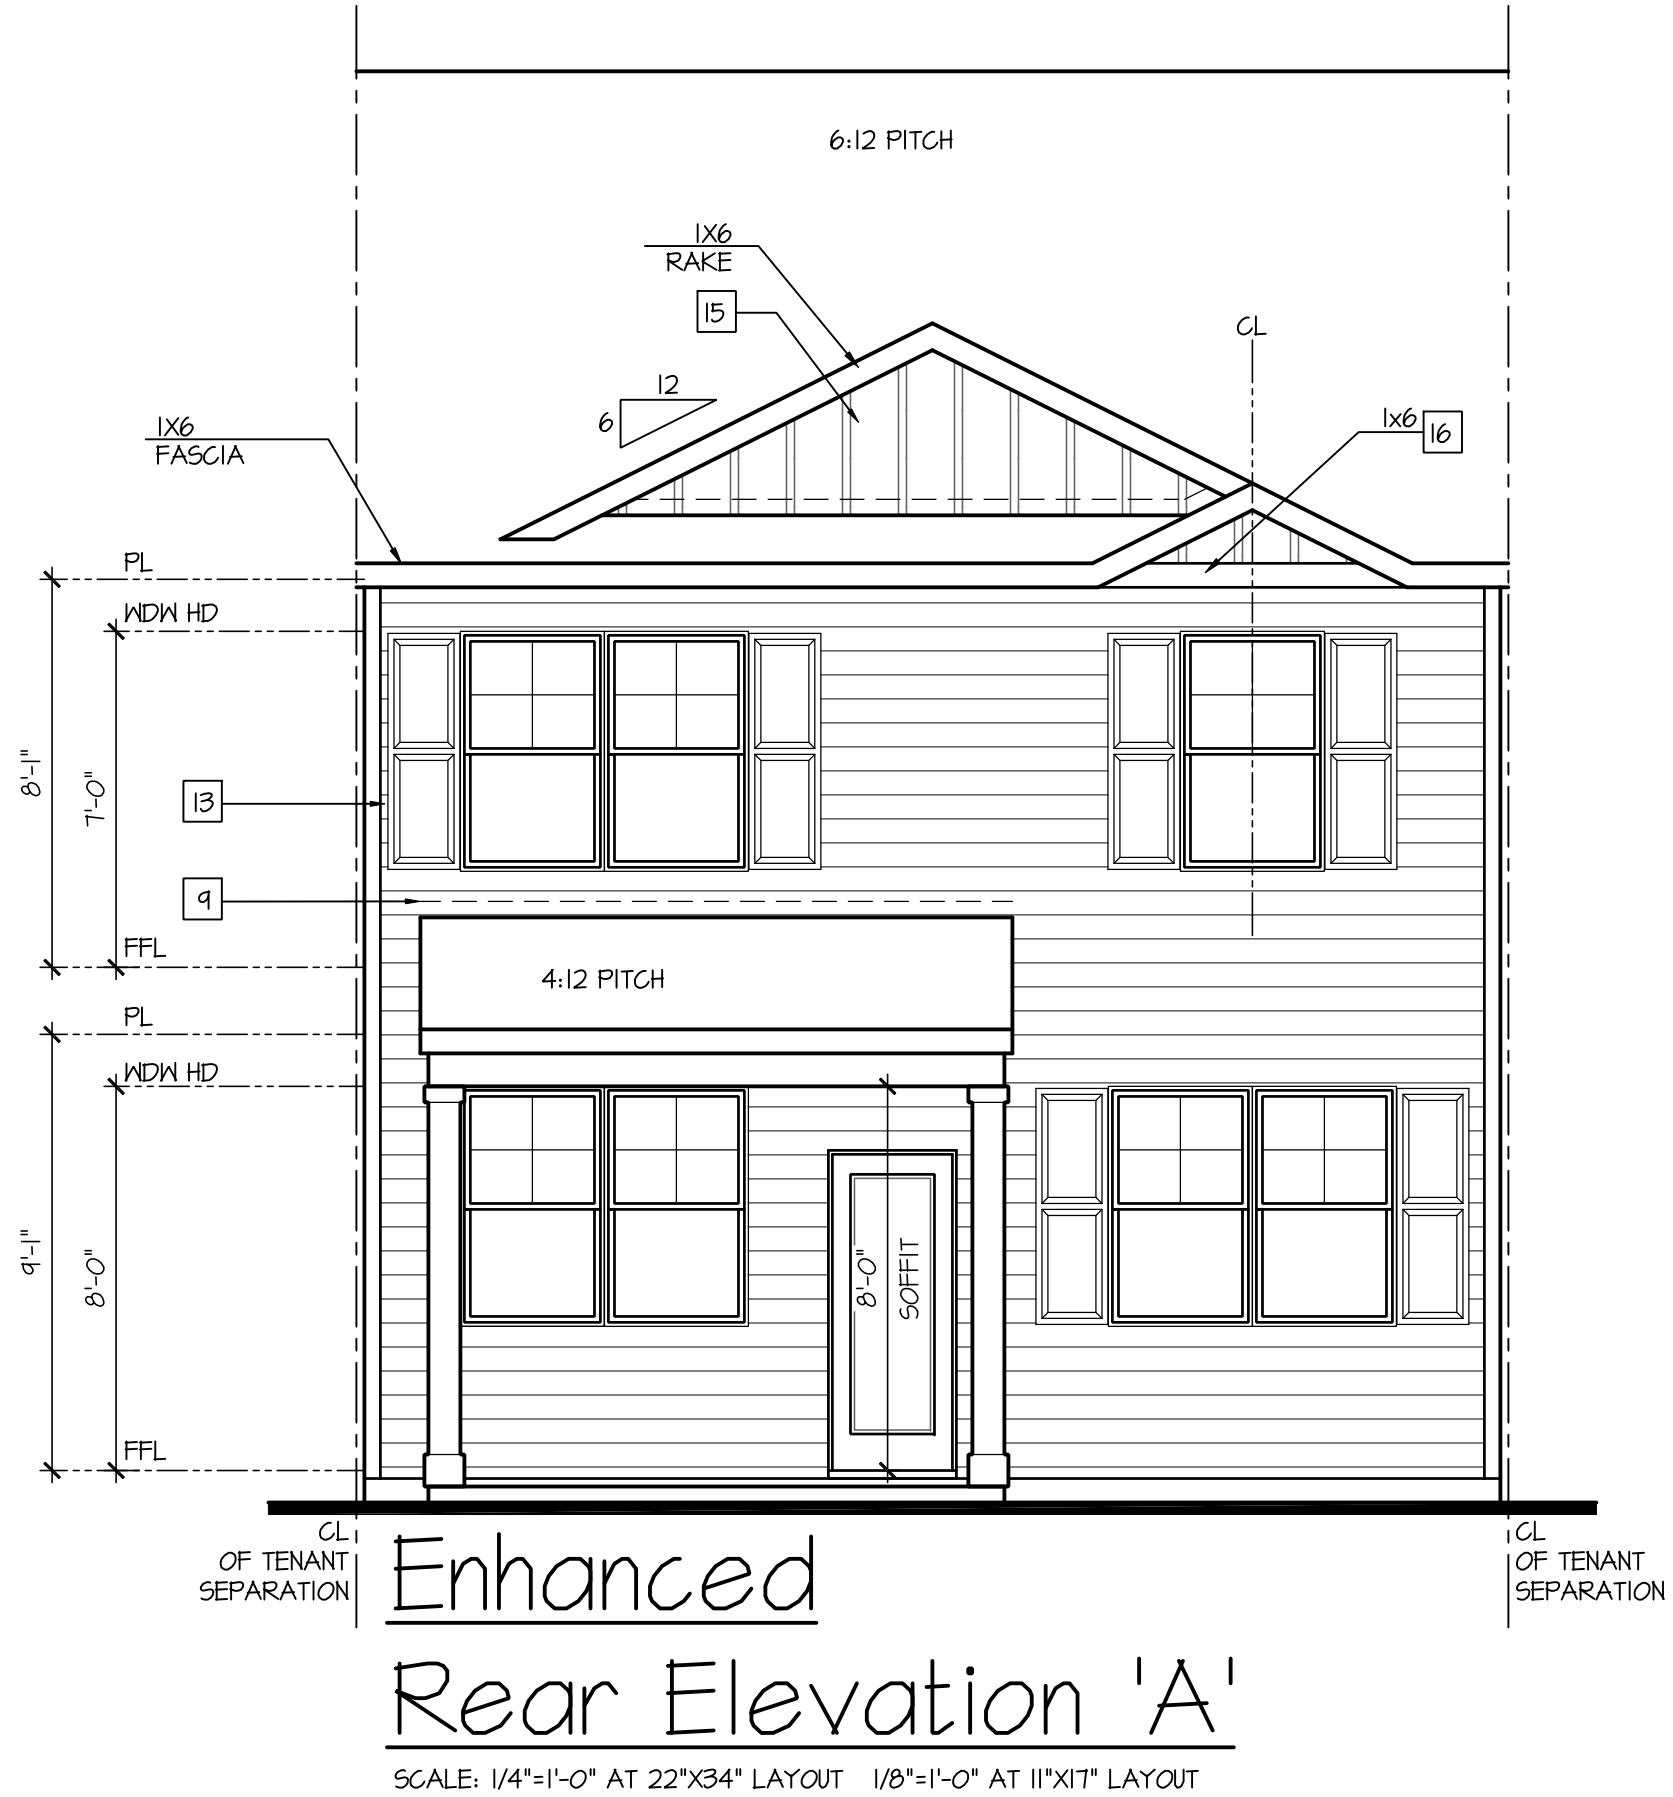 6:12 PITCH
1X6
RAKE
15
CL
12
6
1X6
FASCIA
1x6 16
PL
WDW HD
8'-1"
7'-0"
13
9
FFL
4:12 PITCH
PL
WDW HD
9'-1"
8'-0"
8'-0"
SOFFIT
FFL
CL
OF TENANT
SEPARATION
CL
OF TENANT
SEPARATION
Enhanced
Rear Elevation 'A'
SCALE: 1/4"=1'-0" AT 22"X34" LAYOUT 1/8"=1'-0" AT 11"X17" LAYOUT